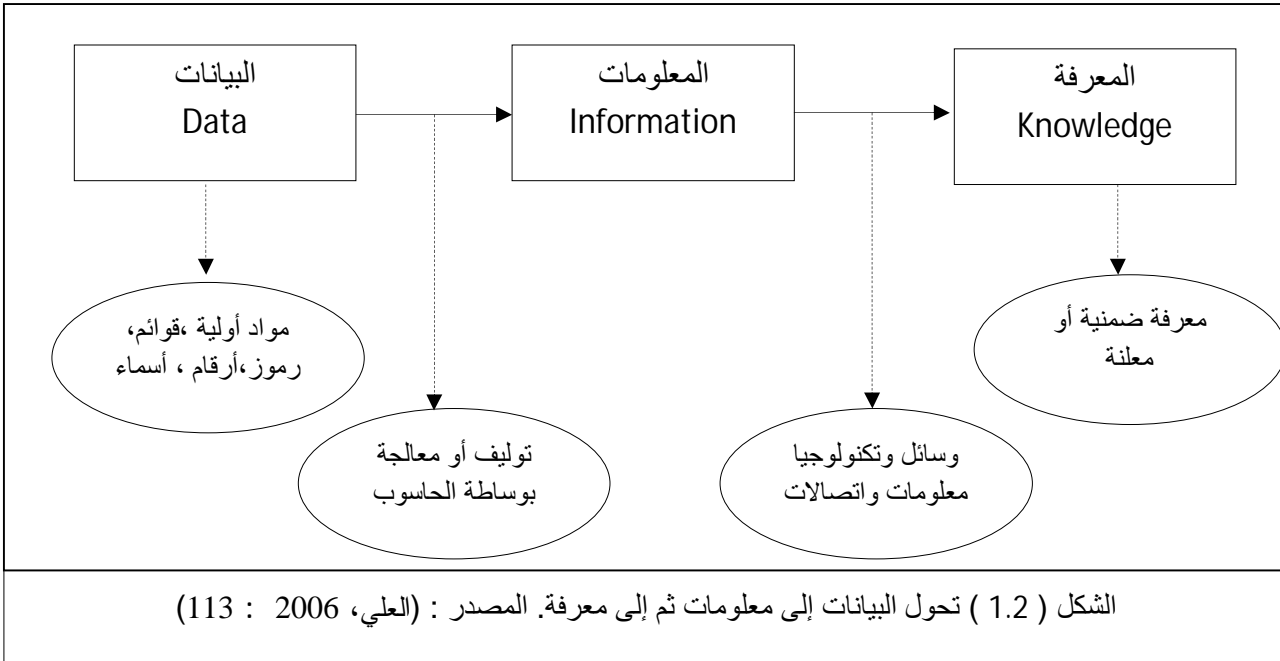 البيانات
Data
المعلومات
Information
المعرفة
Knowledge
مواد أولية ،قوائم،
رموز،أرقام ، أسماء
توليف أو معالجة
بوساطة الحاسوب
وسائل وتكنولوجيا
معلومات واتصالات
معرفة ضمنية أو
معلنة
الشكل ( 1.2 ) تحول البيانات إلى معلومات ثم إلى معرفة. المصدر : (العلي، 2006 : 113)